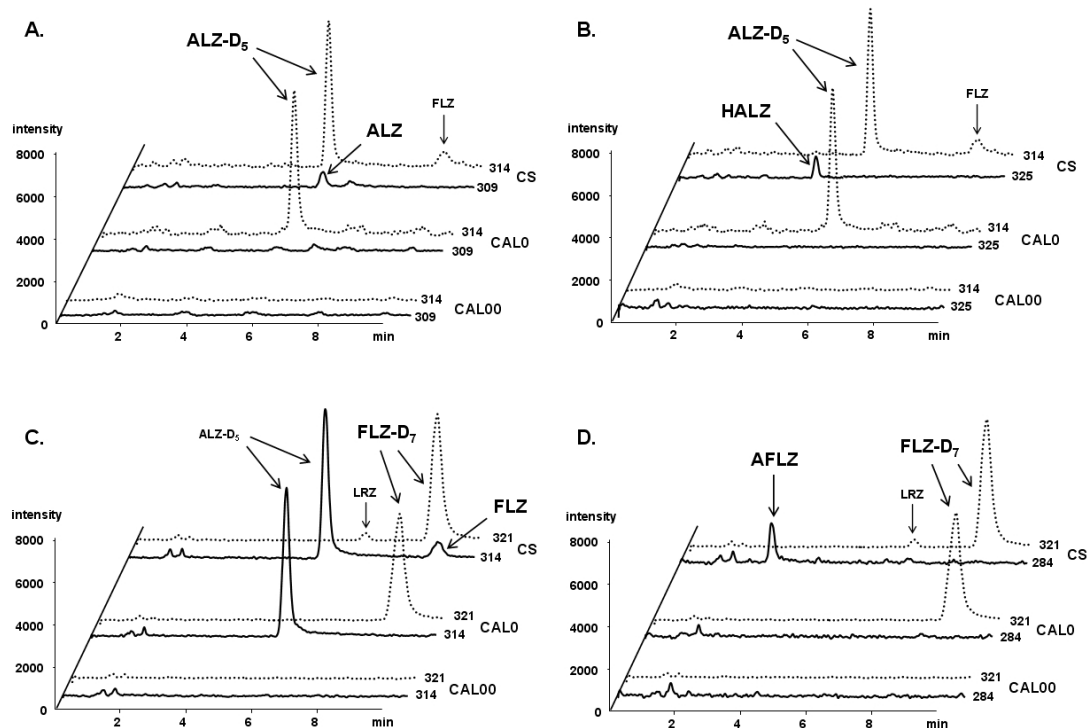 A.
ALZ-D5
ALZ
FLZ
intensity
8000
6000
4000
2000
0
314
309
CS
314
309
CAL0
314
309
CAL00
2
4
6
8
min
B.
ALZ-D5
HALZ
FLZ
intensity
8000
6000
4000
2000
0
314
325
CS
314
325
CAL0
314
325
CAL00
2
4
6
8
min
C.
ALZ-D5
FLZ-D7
LRZ
FLZ
intensity
8000
6000
4000
2000
0
321
314
CS
321
314
CAL0
321
314
CAL00
2
4
6
8
min
D.
AFLZ
FLZ-D7
LRZ
intensity
8000
6000
4000
2000
0
321
284
CS
321
284
CAL0
321
284
CAL00
2
4
6
8
min